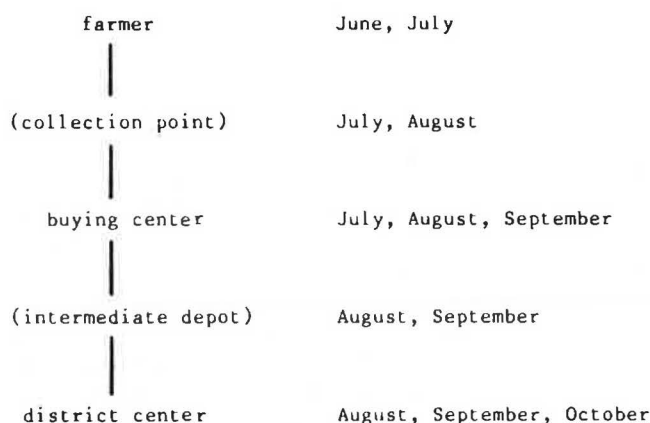 farmer June, July
(collection point) July, August
buying center July, August, September
(intermediate depot) August, September
district center August, September, October